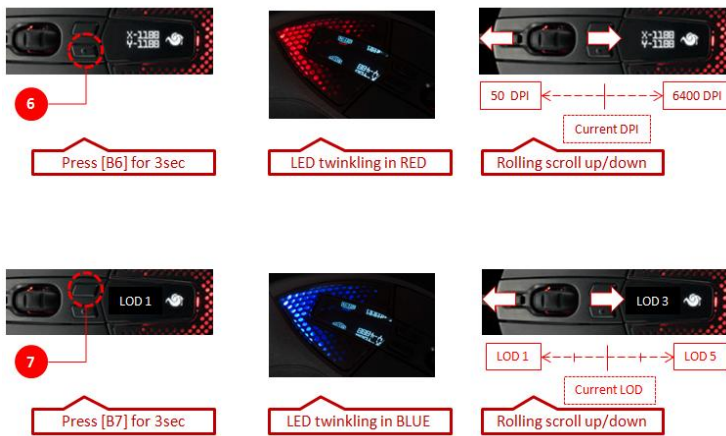 X-1188
Y-1188
X-1188
Y-1188
6
50 DPI
6400 DPI
Current DPI
Press [B6] for 3sec
LED twinkling in RED
Rolling scroll up/down
LOD 1
LOD 3
7
LOD 1
LOD 5
Current LOD
Press [B7] for 3sec
LED twinkling in BLUE
Rolling scroll up/down